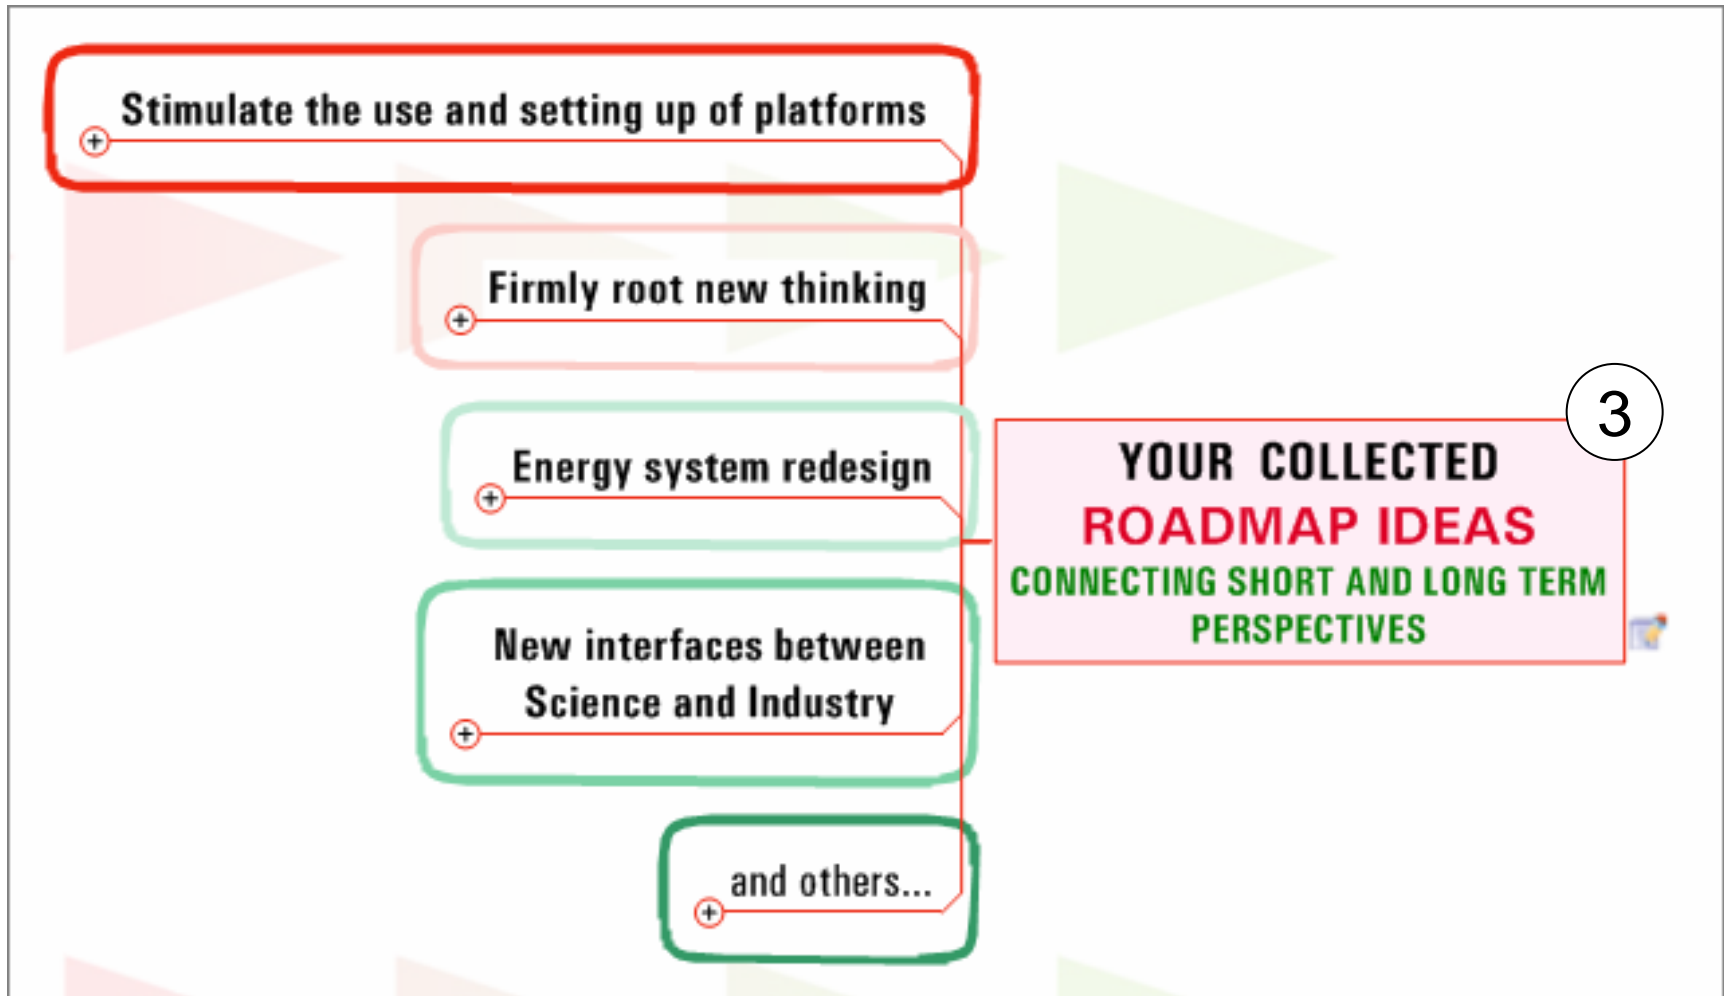 Stimulate the use and setting up of platforms
Firmly root new thinking
Energy system redesign
New interfaces between
Science and Industry
and others...
3
YOUR COLLECTED
ROADMAP IDEAS
CONNECTING SHORT AND LONG TERM
PERSPECTIVES